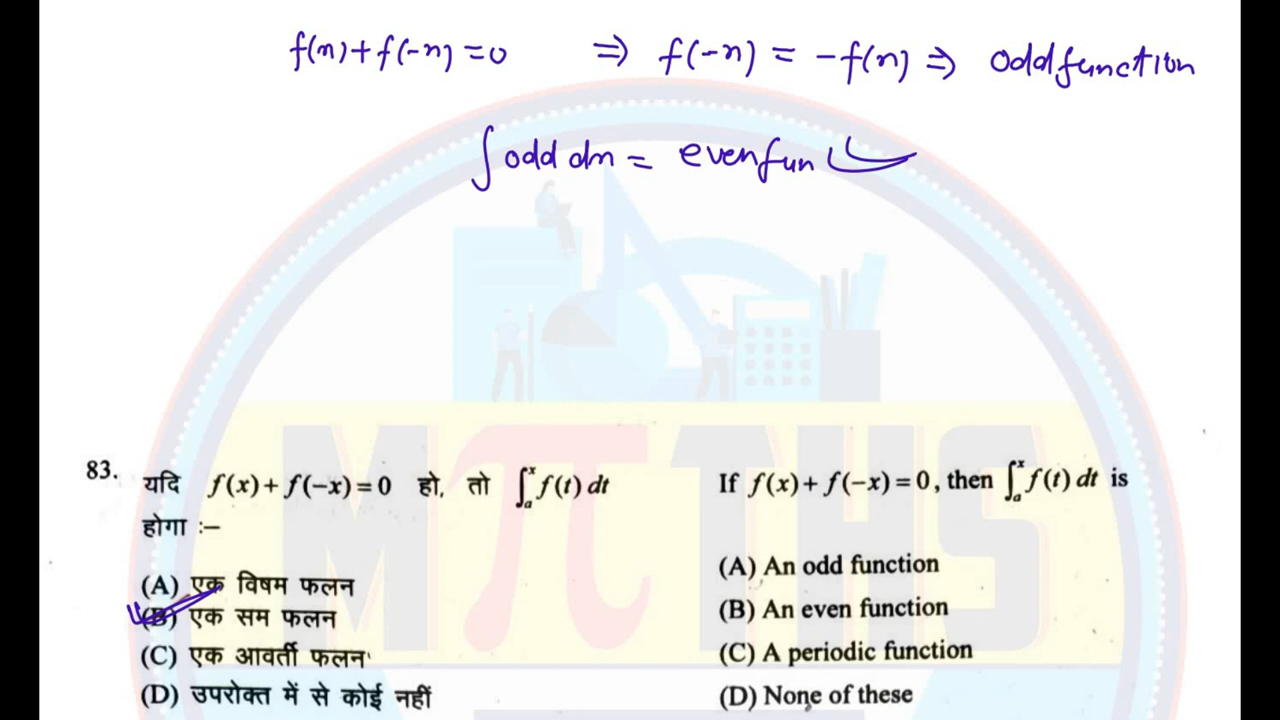 f(n)+f(-n)=0 ⇒ f(-n) = -f(n) ⇒ odd function
∫ odd dn = even fun
83. यदि f(x)+f(−x)=0 हो, तो ∫ₐˣ f(t) dt
होगा :–
(A) एक विषम फलन
(B) एक सम फलन
(C) एक आवर्ती फलन
(D) उपरोक्त में से कोई नहीं
If f(x)+f(−x)=0, then ∫ₐˣ f(t) dt is
(A) An odd function
(B) An even function
(C) A periodic function
(D) None of these
MπTHS